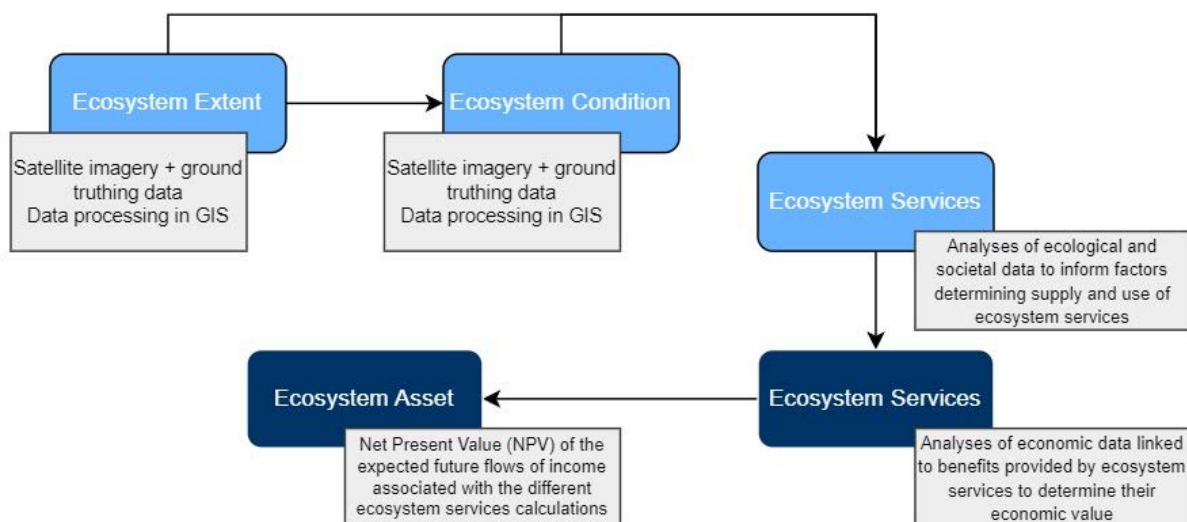 Ecosystem Extent
Satellite imagery + ground
truthing data
Data processing in GIS
Ecosystem Condition
Satellite imagery + ground
truthing data
Data processing in GIS
Ecosystem Services
Analyses of ecological and
societal data to inform factors
determining supply and use of
ecosystem services
Ecosystem Services
Analyses of economic data linked
to benefits provided by ecosystem
services to determine their
economic value
Ecosystem Asset
Net Present Value (NPV) of the
expected future flows of income
associated with the different
ecosystem services calculations